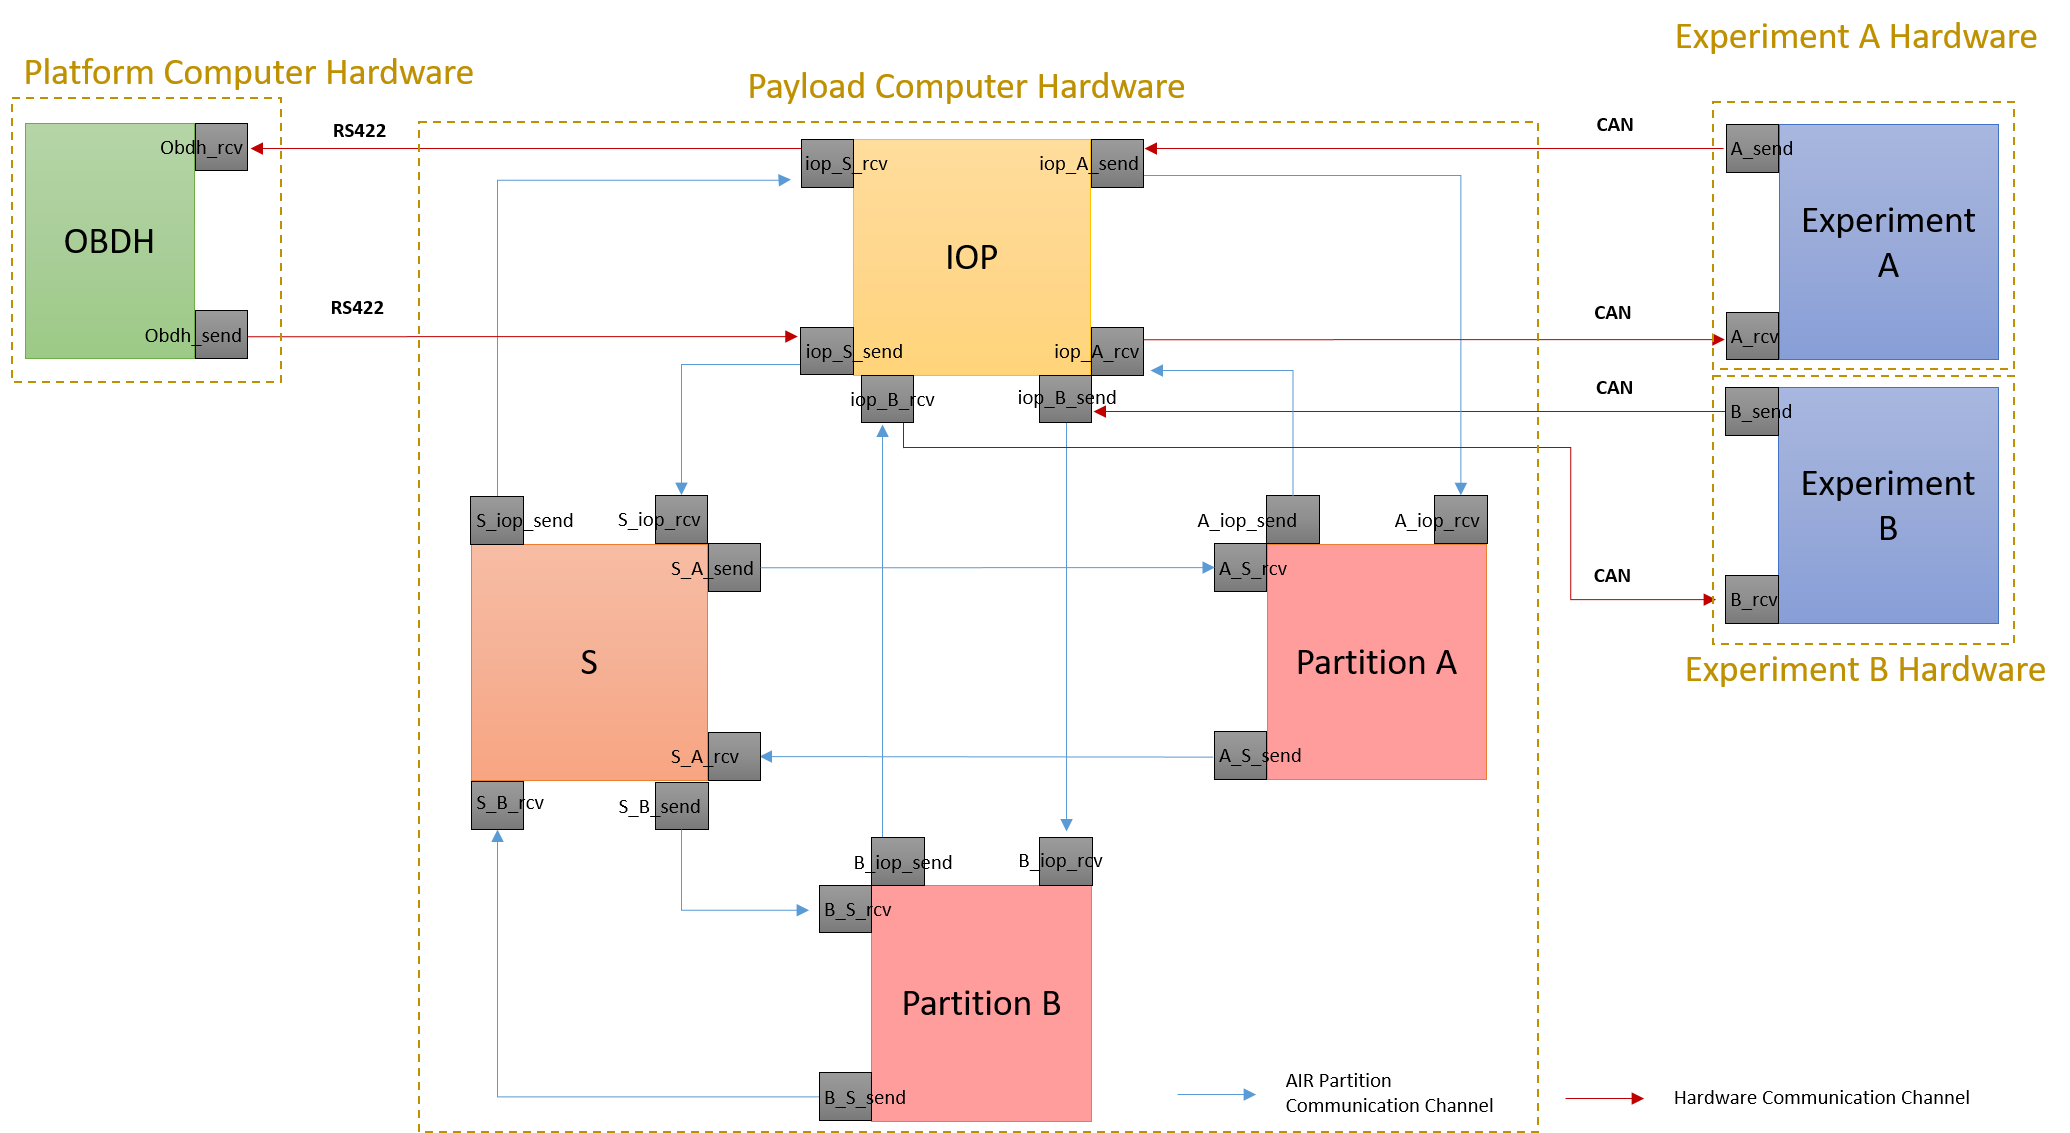 Experiment A Hardware
Platform Computer Hardware
Payload Computer Hardware
RS422
CAN
Obdh_rcv
A_send
iop_S_rcv
iop_A_send
OBDH
IOP
Experiment
A
RS422
CAN
Obdh_send
A_rcv
iop_S_send
iop_A_rcv
CAN
iop_B_rcv
iop_B_send
B_send
Experiment
B
S_iop_send
S_iop_rcv
A_iop_send
A_iop_rcv
S_A_send
A_S_rcv
CAN
B_rcv
S
Partition A
Experiment B Hardware
S_A_rcv
A_S_send
S_B_rcv
S_B_send
B_iop_send
B_iop_rcv
B_S_rcv
Partition B
B_S_send
AIR Partition
Communication Channel
Hardware Communication Channel